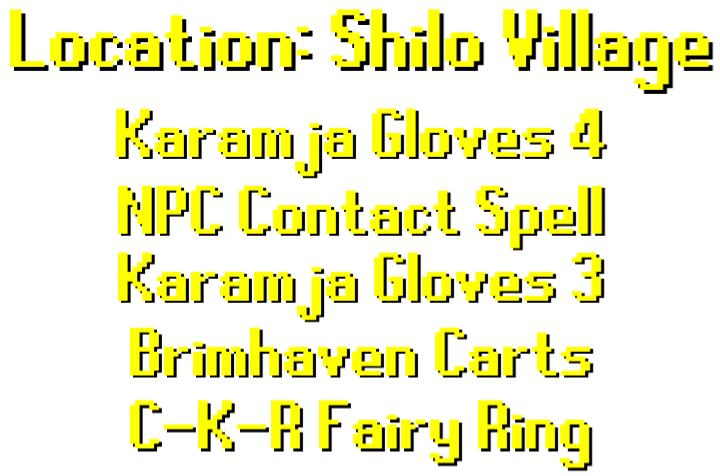 Location: Shilo Village
Karamja Gloves 4
NPC Contact Spell
Karamja Gloves 3
Brimhaven Carts
C-K-R Fairy Ring